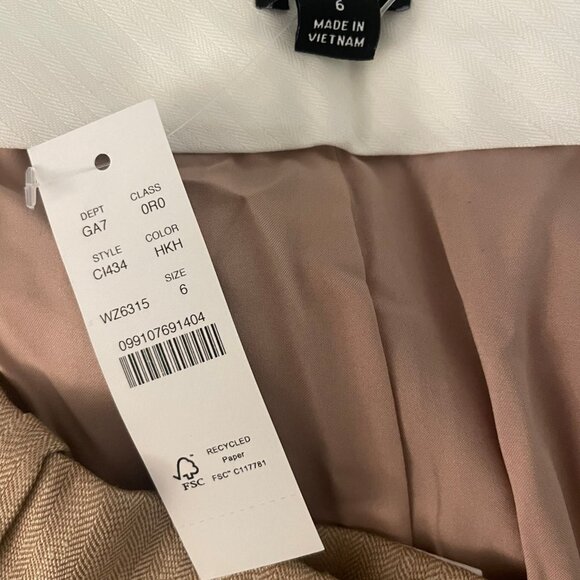 6
MADE IN
VIETNAM
DEPT CLASS
GA7 0R0
STYLE COLOR
CI434 HKH
SIZE
WZ6315 6
099107691404
RECYCLED
Paper
FSC
FSC™ C117781